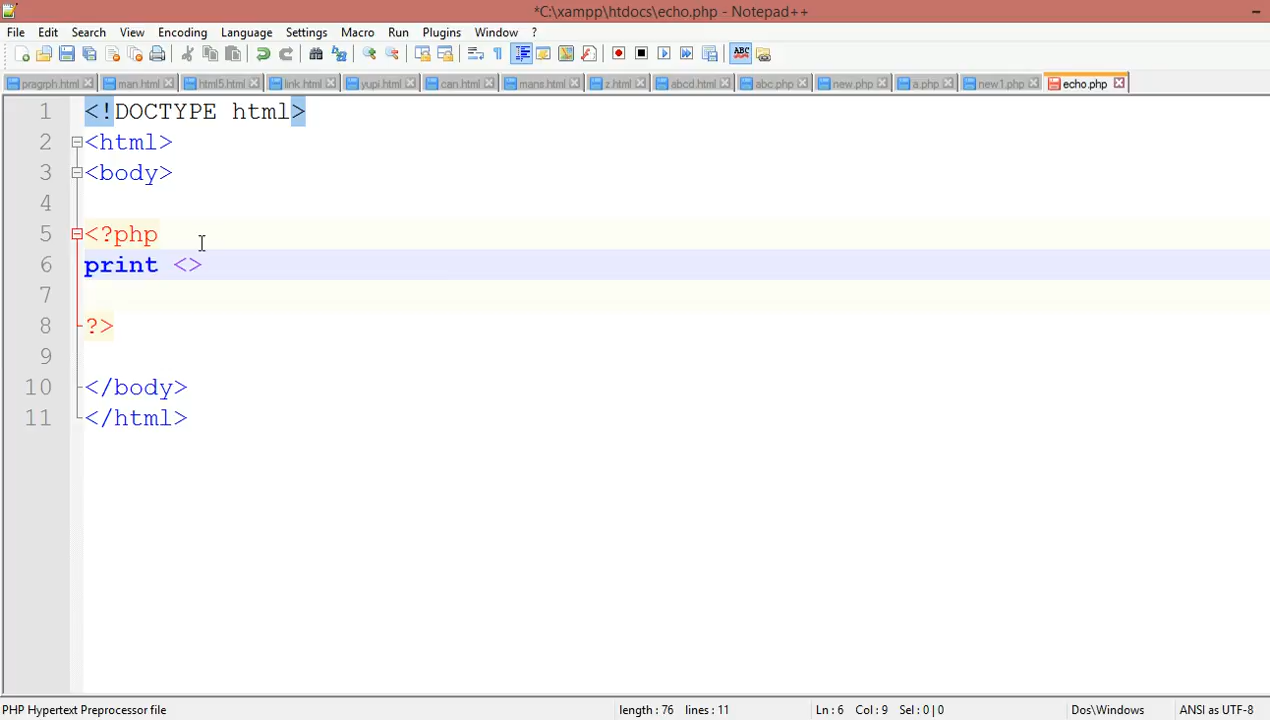 *C:\xampp\htdocs\echo.php - Notepad++
File Edit Search View Encoding Language Settings Macro Run Plugins Window ?
ABC
pragrph.html man.html html5.html link.html yupi.html can.html mans.html z.html abcd.html abc.php new.php a.php new1.php echo.php
1 <!DOCTYPE html>
2 <html>
3 <body>
4
5 <?php
6 print <>
7
8 ?>
9
10 </body>
11 </html>
PHP Hypertext Preprocessor file length : 76 lines : 11 Ln : 6 Col : 9 Sel : 0 | 0 Dos\Windows ANSI as UTF-8